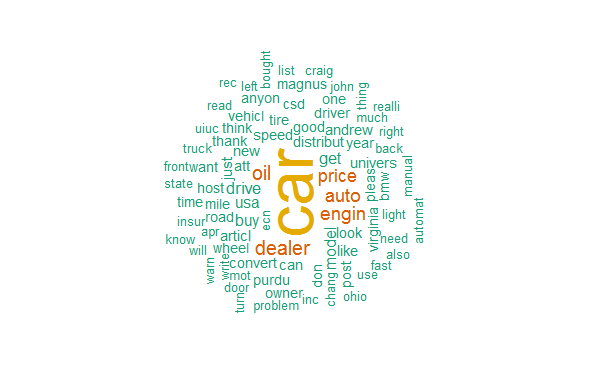 bought
list craig
rec left magnus john thing
anyon csd one
read vehicl tire driver much realli
uiuc think speed good andrew right
thank distribut year back
truck new get univers
front want just att oil car price pleas bmw manual
state host drive auto
time mile usa engin light automat
insur road buy ecn virginia
apr articl dealer model look need
know will wheel like also
warn write convert can don post fast
mot purdu chang use
door owner inc ohio
turn problem